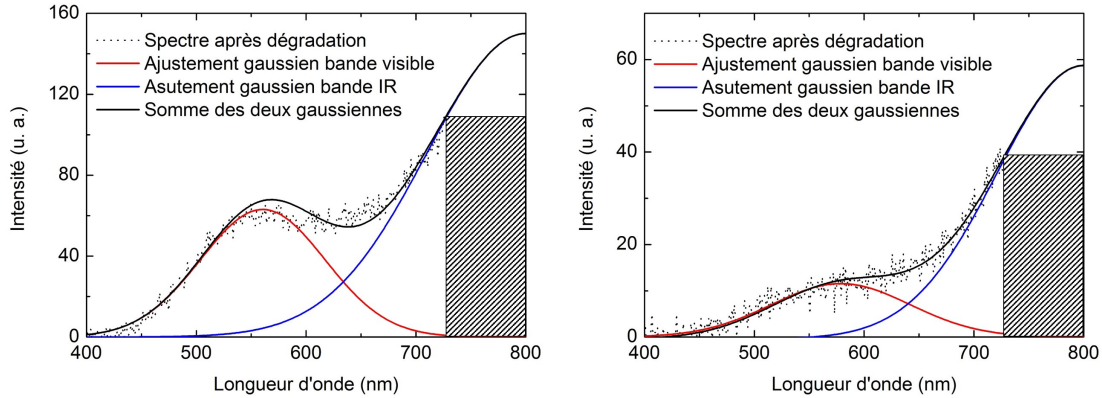 160
120
80
40
0
Intensité (u. a.)
Spectre après dégradation
Ajustement gaussien bande visible
Asutement gaussien bande IR
Somme des deux gaussiennes
400 500 600 700 800
Longueur d'onde (nm)
60
40
20
0
Intensité (u. a.)
Spectre après dégradation
Ajustement gaussien bande visible
Asutement gaussien bande IR
Somme des deux gaussiennes
400 500 600 700 800
Longueur d'onde (nm)